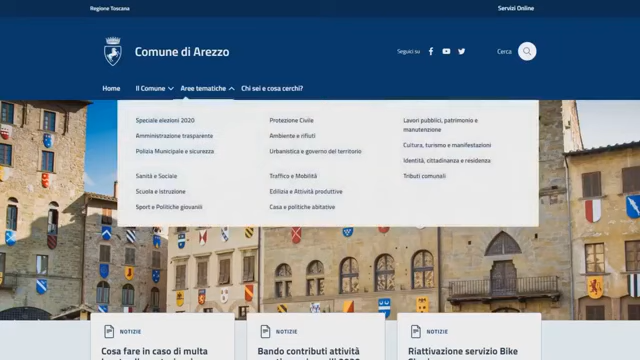 Regione Toscana
Servizi Online
Comune di Arezzo
Seguici su
Cerca
Home
Il Comune
Aree tematiche
Chi sei e cosa cerchi?
Speciale elezioni 2020
Amministrazione trasparente
Polizia Municipale e sicurezza
Sanità e Sociale
Scuola e istruzione
Sport e Politiche giovanili
Protezione Civile
Ambiente e rifiuti
Urbanistica e governo del territorio
Traffico e Mobilità
Edilizia e Attività produttive
Casa e politiche abitative
Lavori pubblici, patrimonio e
manutenzione
Cultura, turismo e manifestazioni
Identità, cittadinanza e residenza
Tributi comunali
NOTIZIE
Cosa fare in caso di multa
NOTIZIE
Bando contributi attività
NOTIZIE
Riattivazione servizio Bike